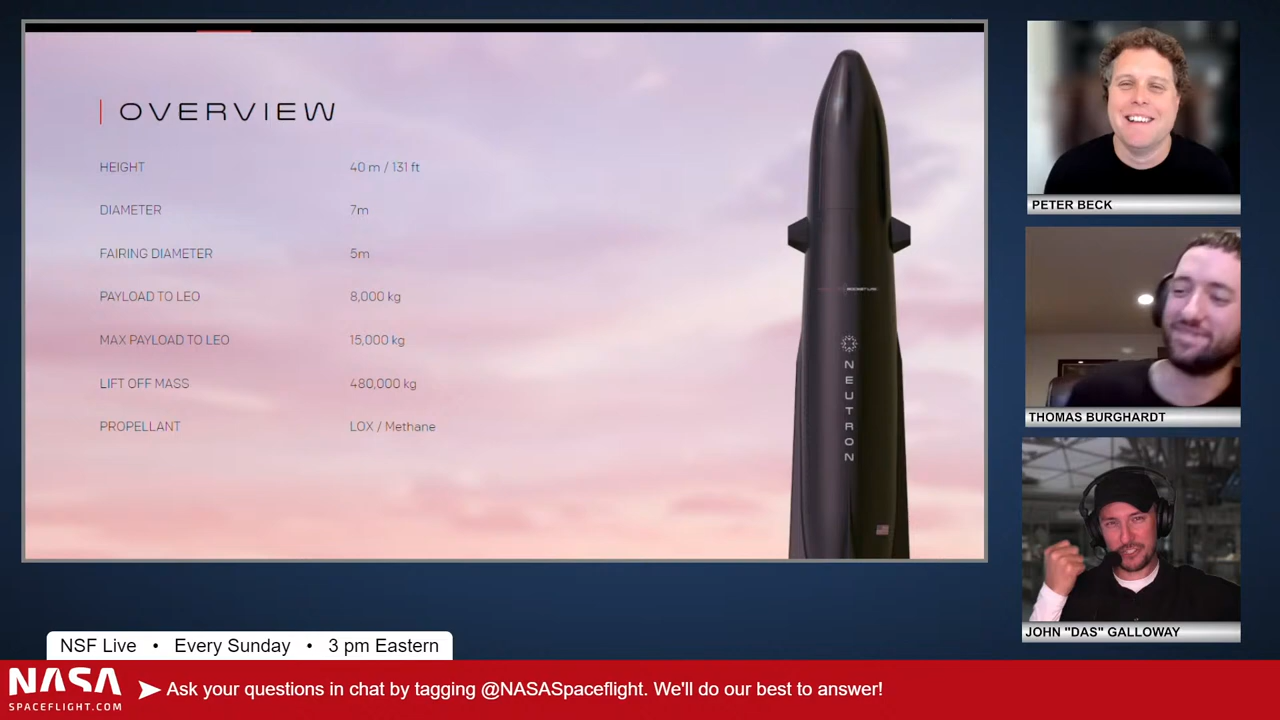 OVERVIEW
HEIGHT 40 m / 131 ft
DIAMETER 7m
FAIRING DIAMETER 5m
PAYLOAD TO LEO 8,000 kg
MAX PAYLOAD TO LEO 15,000 kg
LIFT OFF MASS 480,000 kg
PROPELLANT LOX / Methane
ROCKET LAB
NEUTRON
PETER BECK
THOMAS BURGHARDT
JOHN "DAS" GALLOWAY
NSF Live • Every Sunday • 3 pm Eastern
NASA
SPACEFLIGHT.COM
Ask your questions in chat by tagging @NASASpaceflight. We'll do our best to answer!